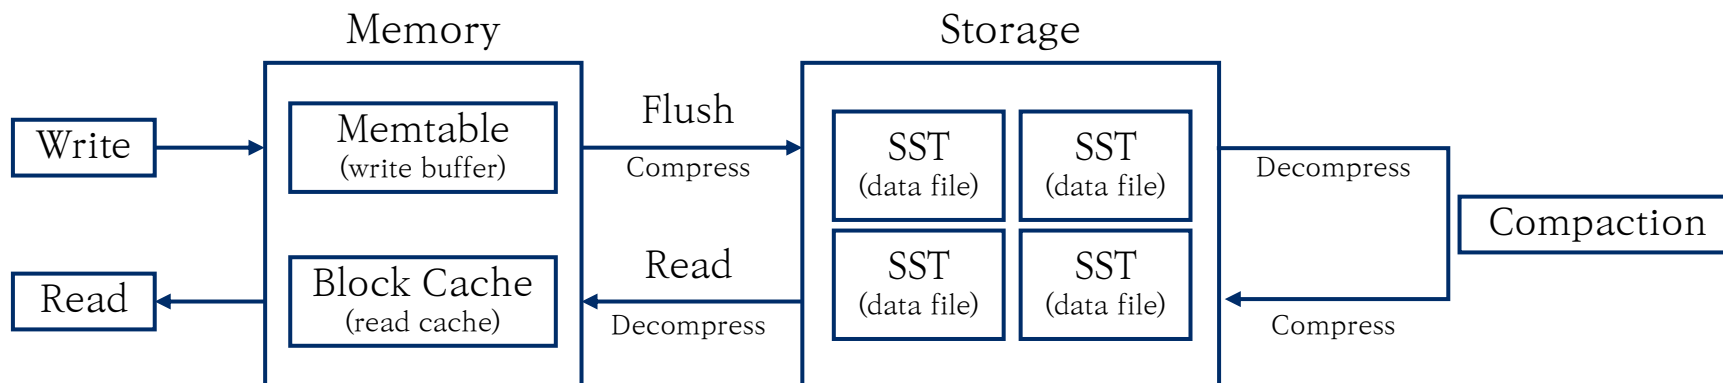 Memory
Storage
Write
Memtable
(write buffer)
Flush
Compress
SST
(data file)
SST
(data file)
Decompress
Compaction
Read
Block Cache
(read cache)
Read
Decompress
SST
(data file)
SST
(data file)
Compress